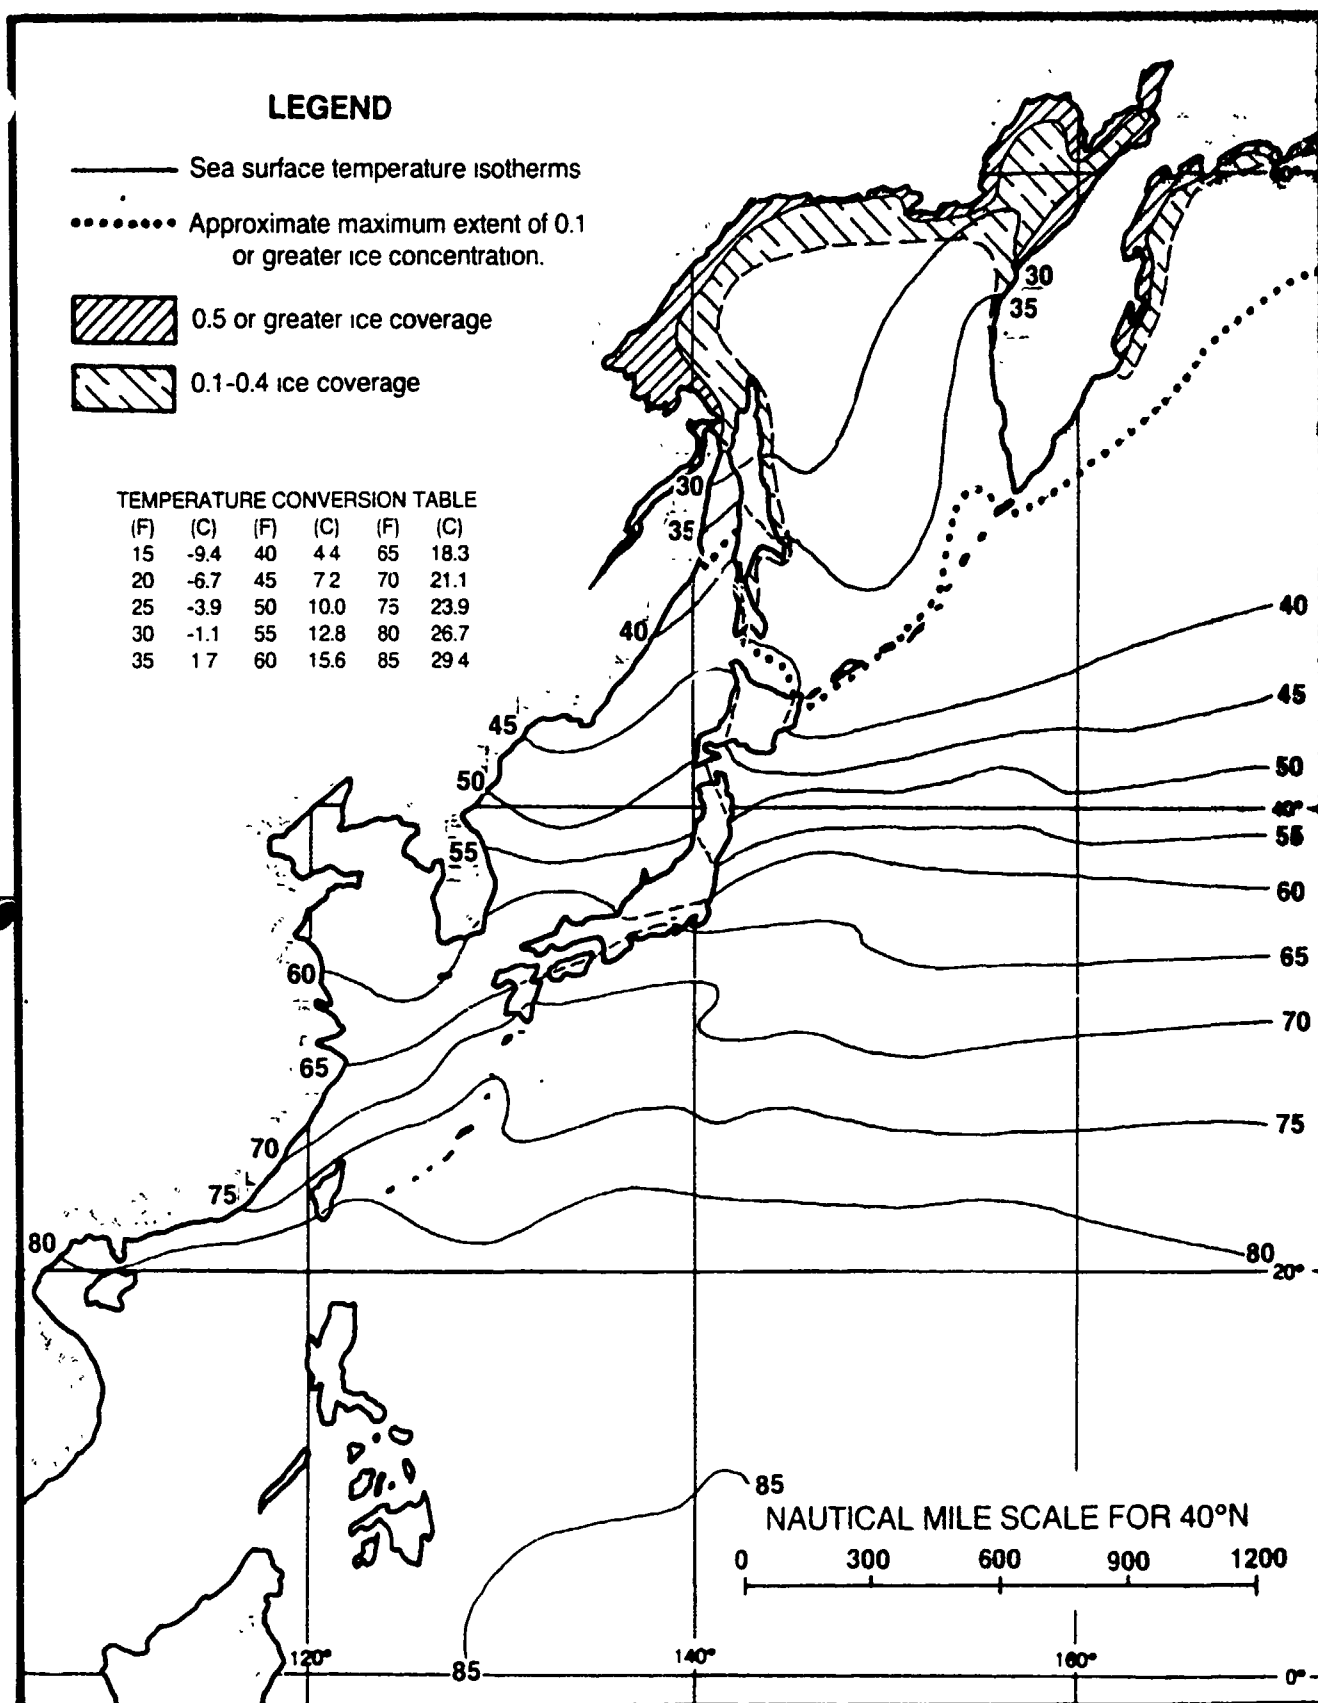 LEGEND
Sea surface temperature isotherms
Approximate maximum extent of 0.1
or greater ice concentration.
0.5 or greater ice coverage
0.1-0.4 ice coverage
TEMPERATURE CONVERSION TABLE
(F) (C) (F) (C) (F) (C)
15 -9.4 40 4 4 65 18.3
20 -6.7 45 7 2 70 21.1
25 -3.9 50 10.0 75 23.9
30 -1.1 55 12.8 80 26.7
35 1 7 60 15.6 85 29 4
30
35
30
35
40
40
45
45
50
50
40°
55
55
60
60
65
65
70
70
75
75
80
80
20°
85
NAUTICAL MILE SCALE FOR 40°N
0 300 600 900 1200
120° 140° 160°
85
0°